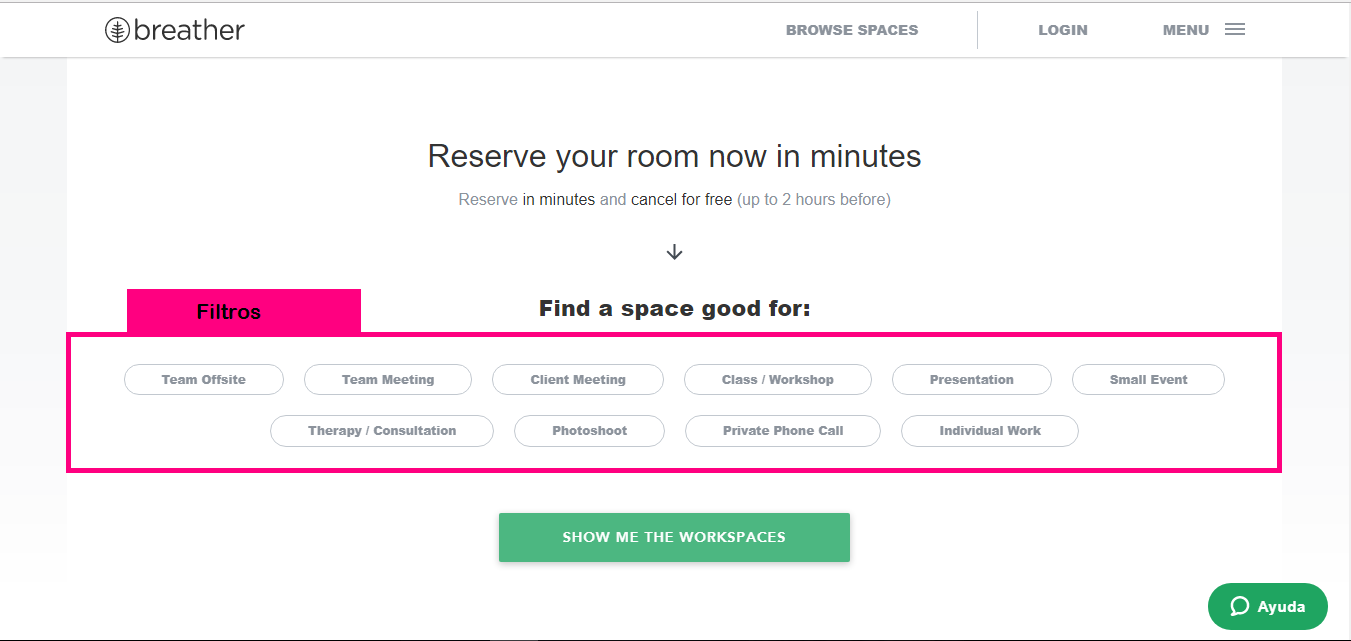 breather
BROWSE SPACES LOGIN MENU
Reserve your room now in minutes
Reserve in minutes and cancel for free (up to 2 hours before)
Filtros
Find a space good for:
Team Offsite Team Meeting Client Meeting Class / Workshop Presentation Small Event
Therapy / Consultation Photoshoot Private Phone Call Individual Work
SHOW ME THE WORKSPACES
Ayuda